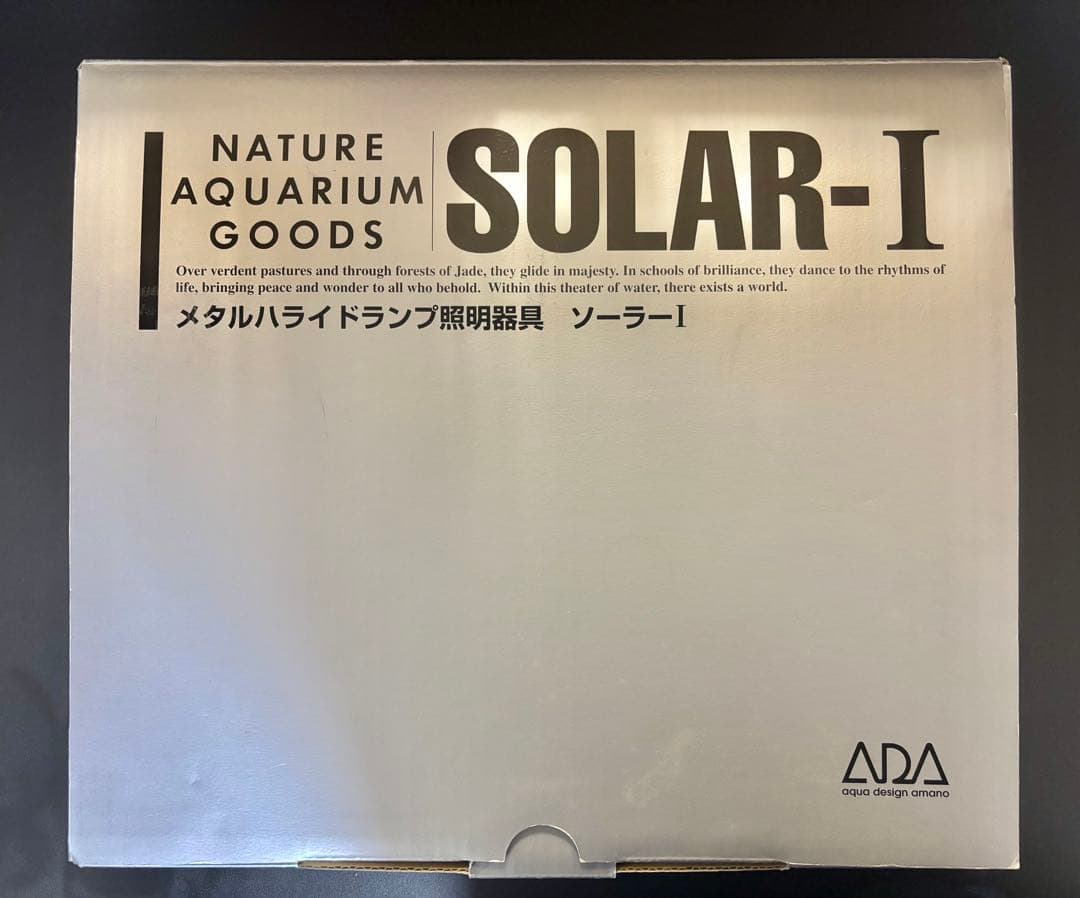 NATURE
AQUARIUM
GOODS
SOLAR-I
Over verdent pastures and through forests of Jade, they glide in majesty. In schools of brilliance, they dance to the rhythms of
life, bringing peace and wonder to all who behold. Within this theater of water, there exists a world.
メタルハライドランプ照明器具　ソーラーI
ADA
aqua design amano